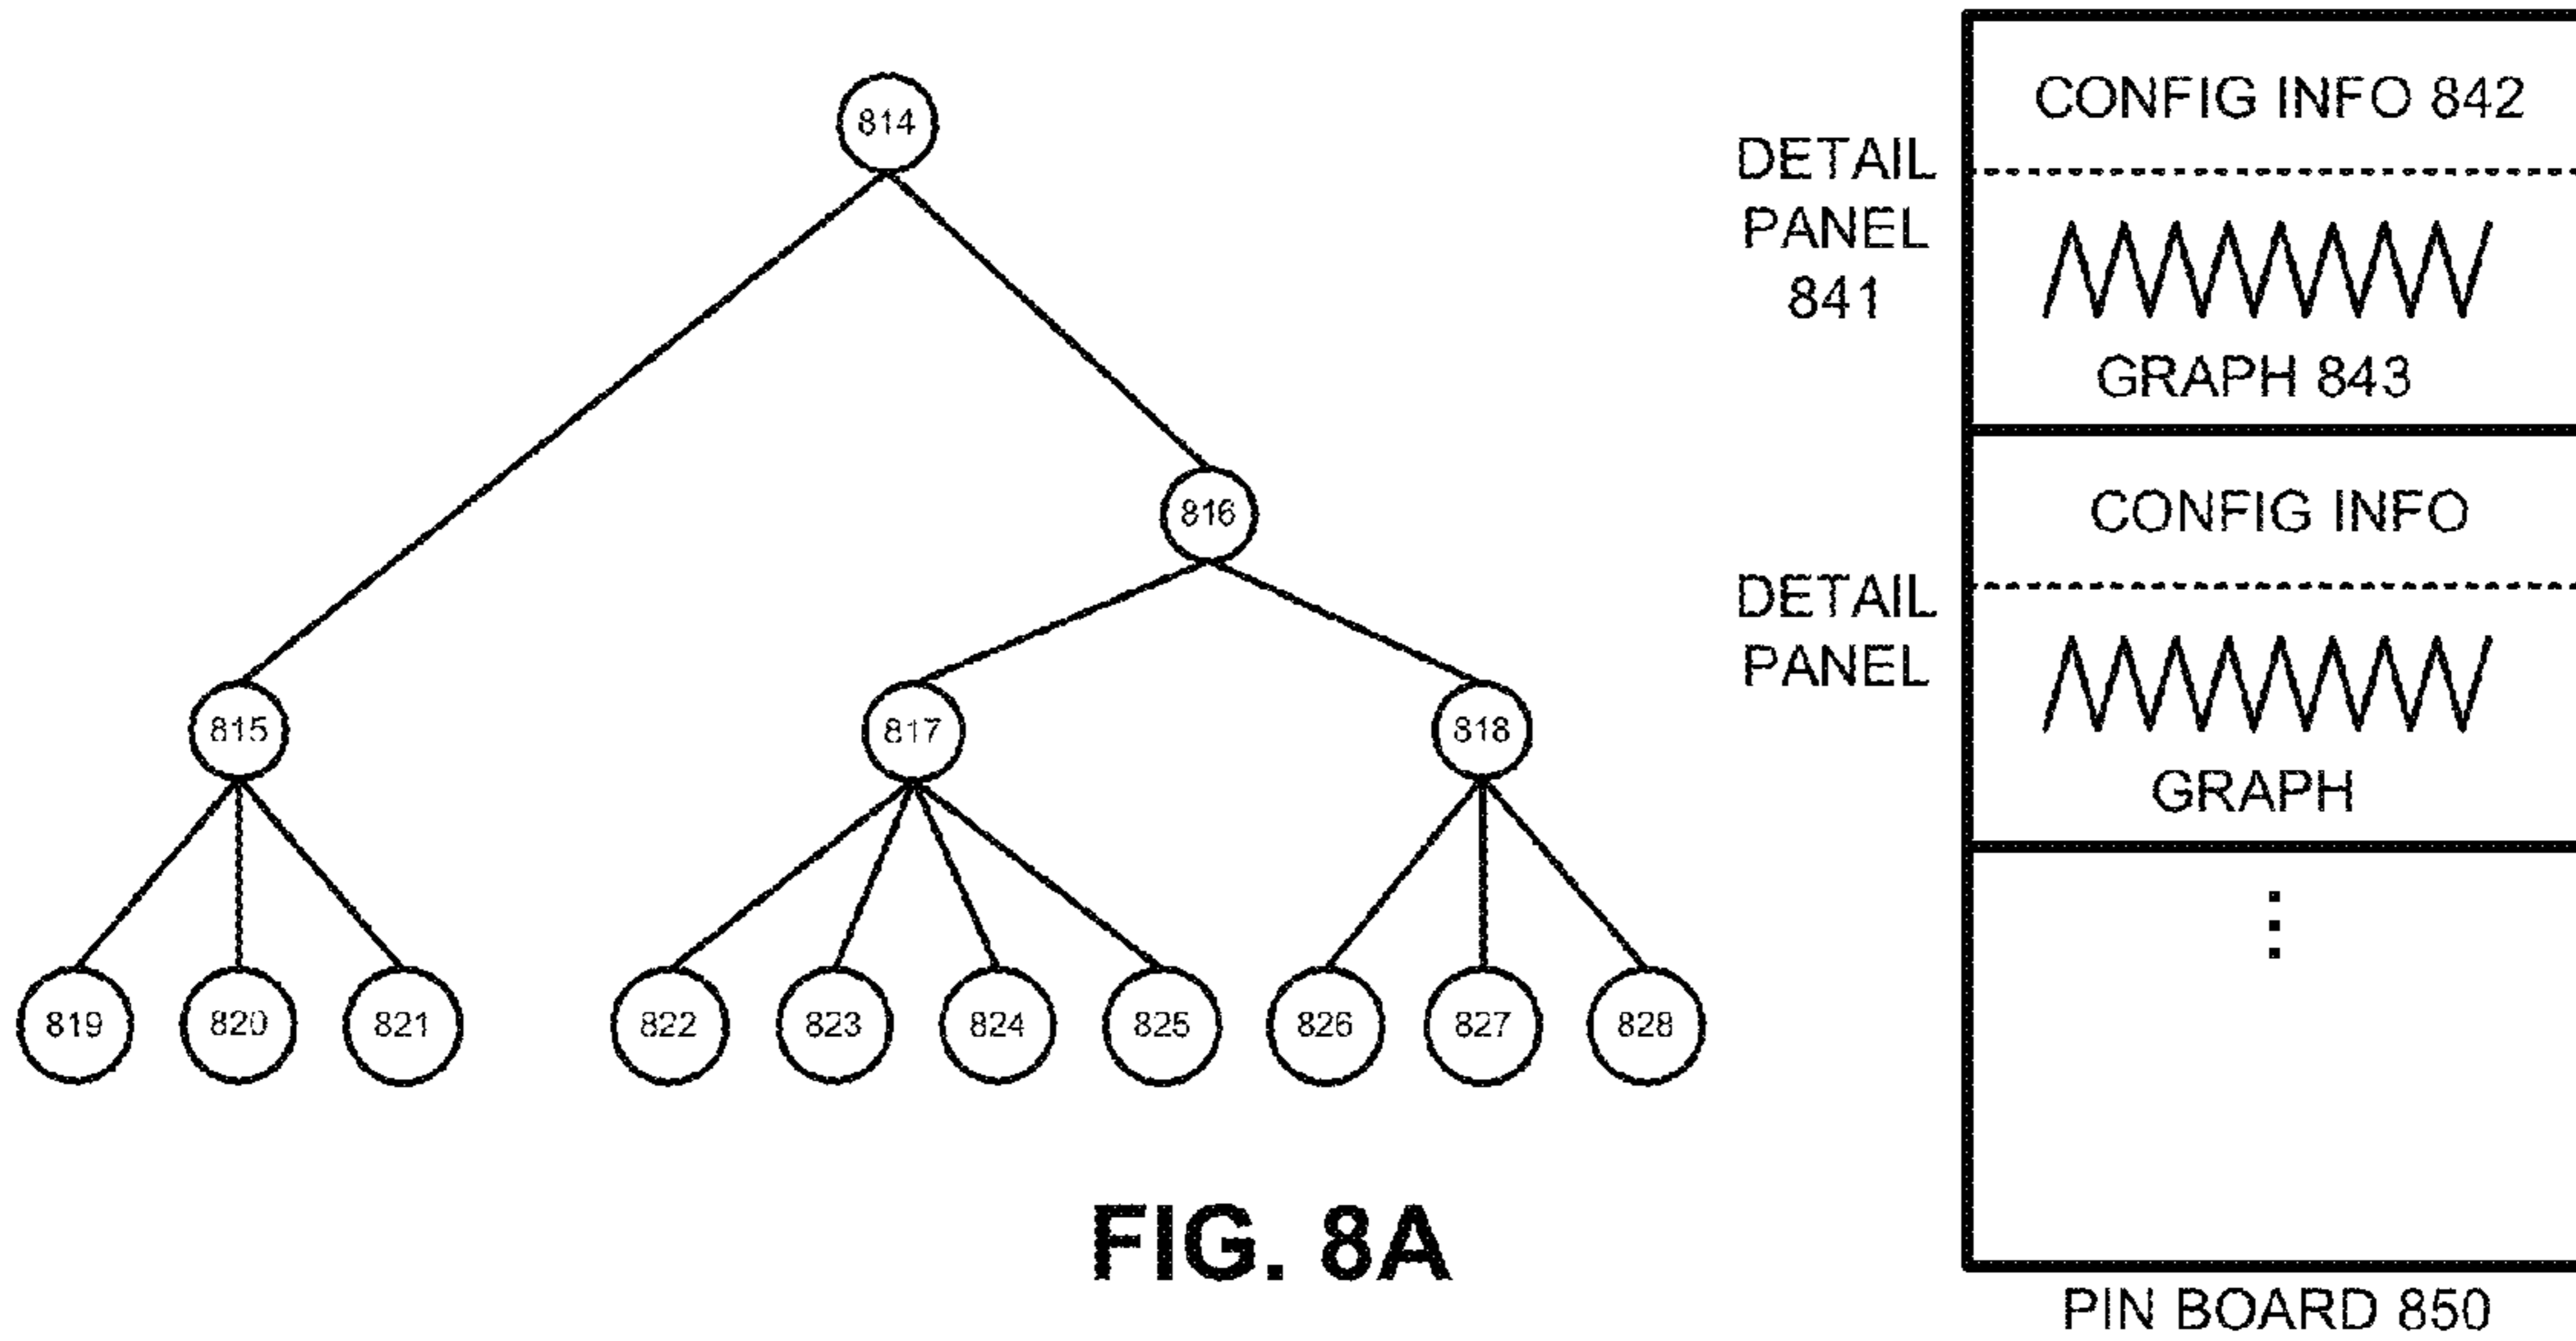 814
816
815
817
818
819
820
821
822
823
824
825
826
827
828
FIG. 8A
DETAIL
PANEL
841
CONFIG INFO 842
GRAPH 843
DETAIL
PANEL
CONFIG INFO
GRAPH
PIN BOARD 850